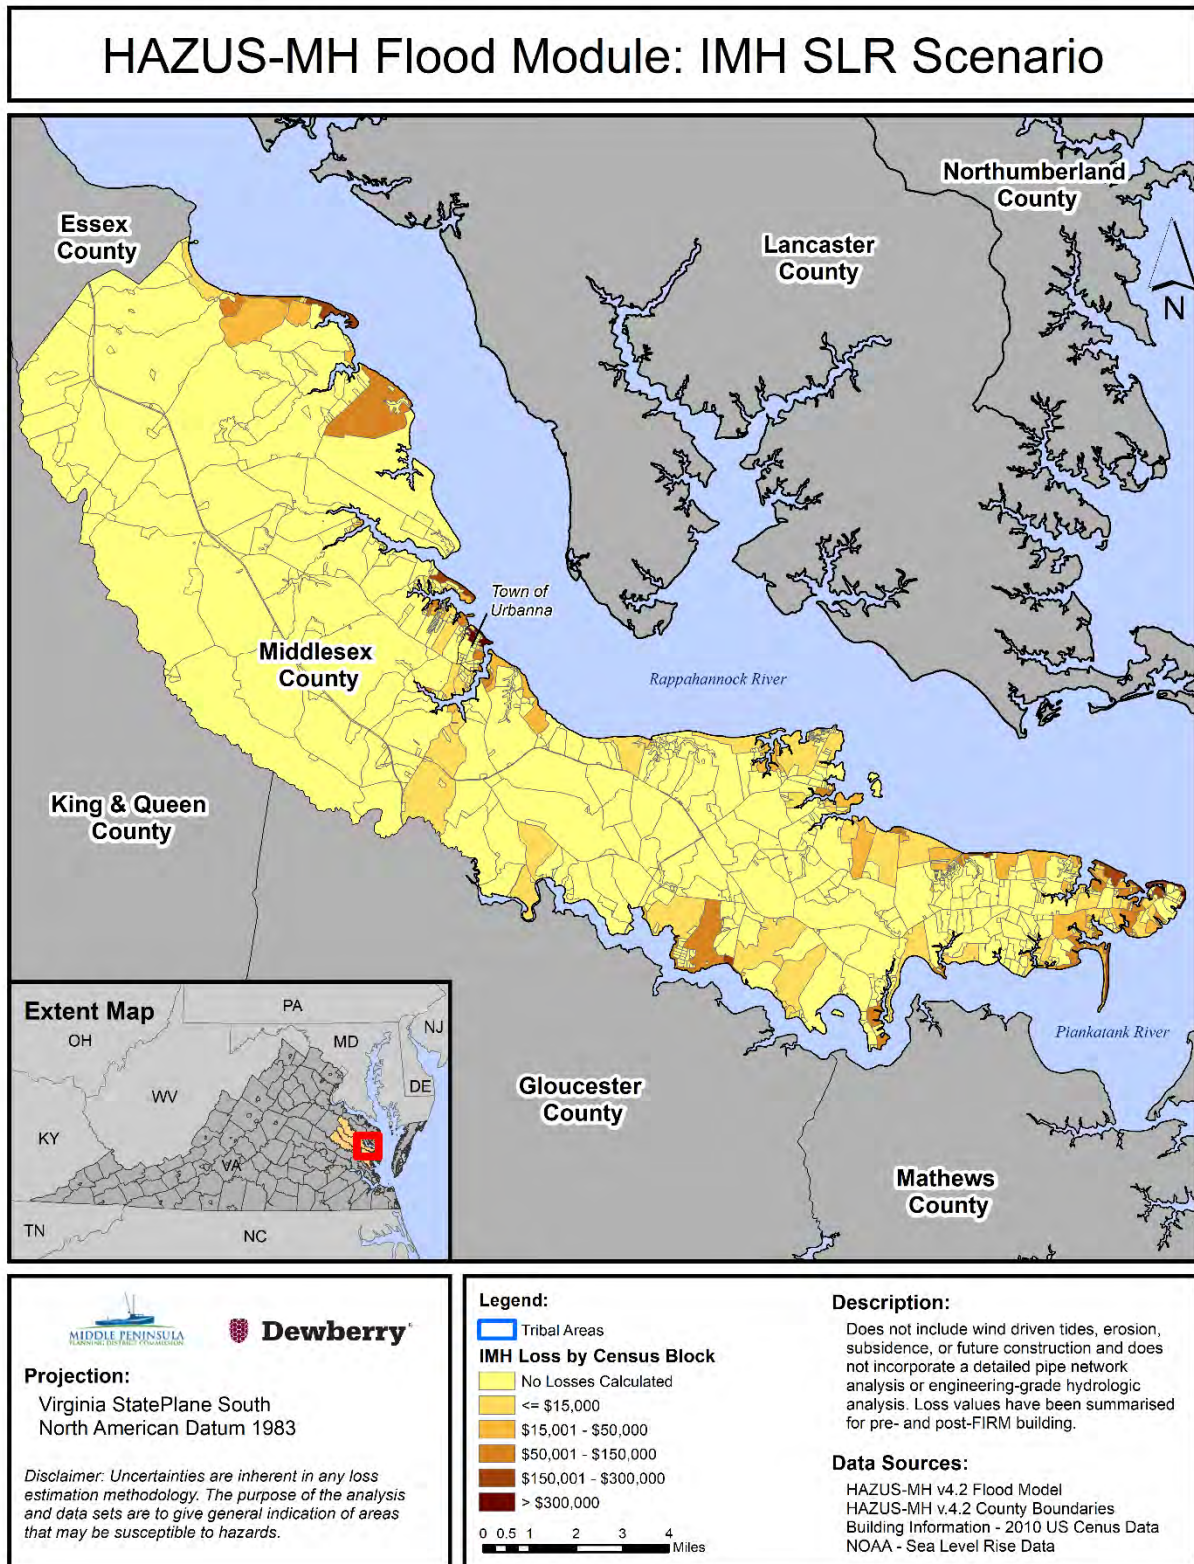 HAZUS-MH Flood Module: IMH SLR Scenario
Northumberland
County
Essex
County
Lancaster
County
N
Town of
Urbanna
Middlesex
County
Rappahannock River
King & Queen
County
Piankatank River
Gloucester
County
Mathews
County
Extent Map
PA
NJ
OH
MD
DE
WV
KY
VA
TN
NC
MIDDLE PENINSULA
PLANNING DISTRICT COMMISSION
Dewberry
Projection:
Virginia StatePlane South
North American Datum 1983
Disclaimer: Uncertainties are inherent in any loss
estimation methodology. The purpose of the analysis
and data sets are to give general indication of areas
that may be susceptible to hazards.
Legend:
Tribal Areas
IMH Loss by Census Block
No Losses Calculated
<= $15,000
$15,001 - $50,000
$50,001 - $150,000
$150,001 - $300,000
> $300,000
0 0.5 1 2 3 4
Miles
Description:
Does not include wind driven tides, erosion,
subsidence, or future construction and does
not incorporate a detailed pipe network
analysis or engineering-grade hydrologic
analysis. Loss values have been summarised
for pre- and post-FIRM building.
Data Sources:
HAZUS-MH v4.2 Flood Model
HAZUS-MH v.4.2 County Boundaries
Building Information - 2010 US Cenus Data
NOAA - Sea Level Rise Data